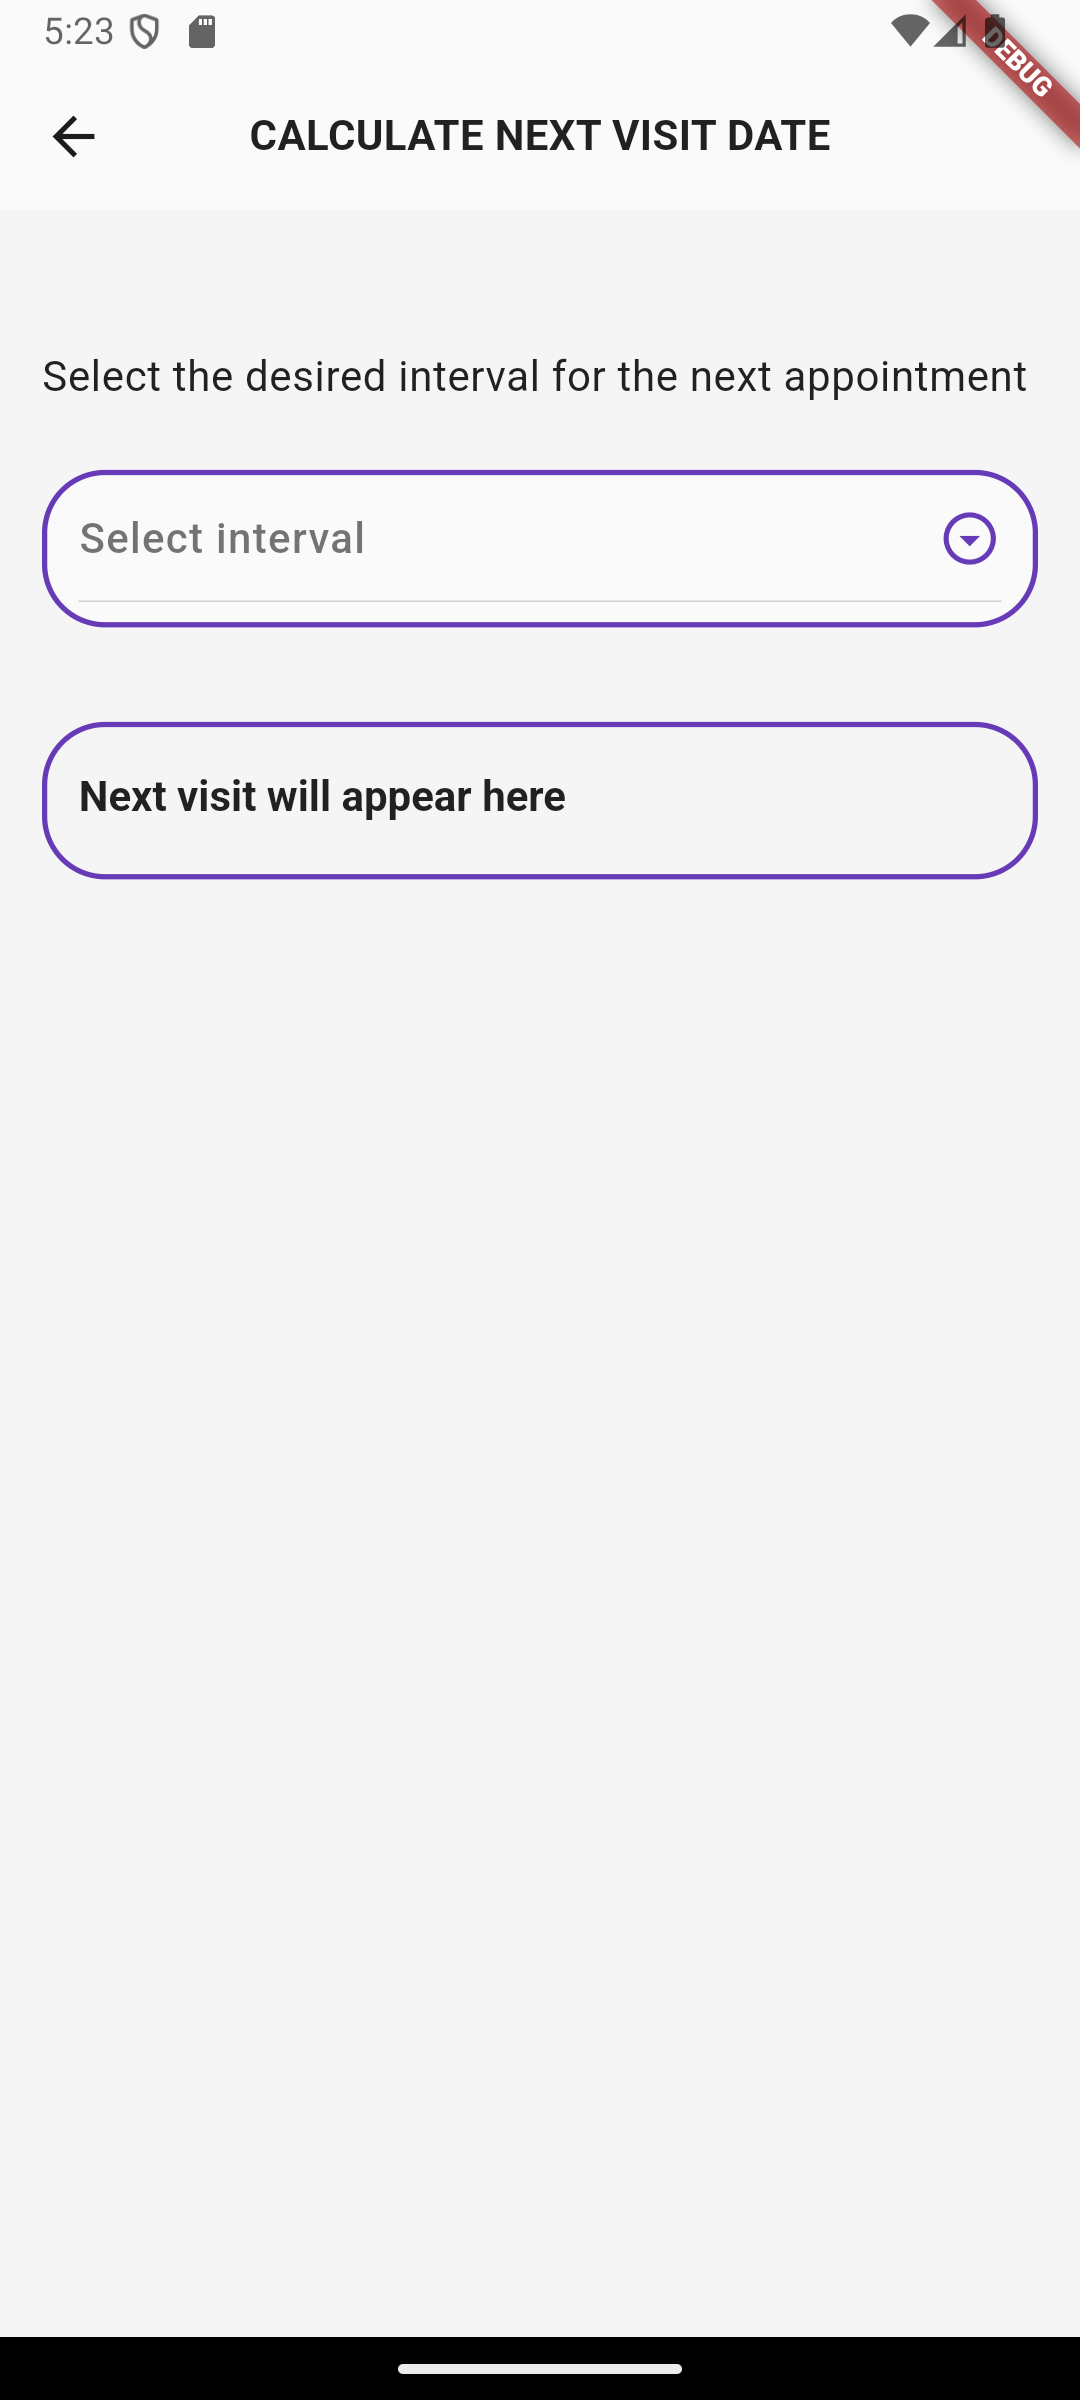 5:23
DEBUG
CALCULATE NEXT VISIT DATE
Select the desired interval for the next appointment
Select interval
Next visit will appear here